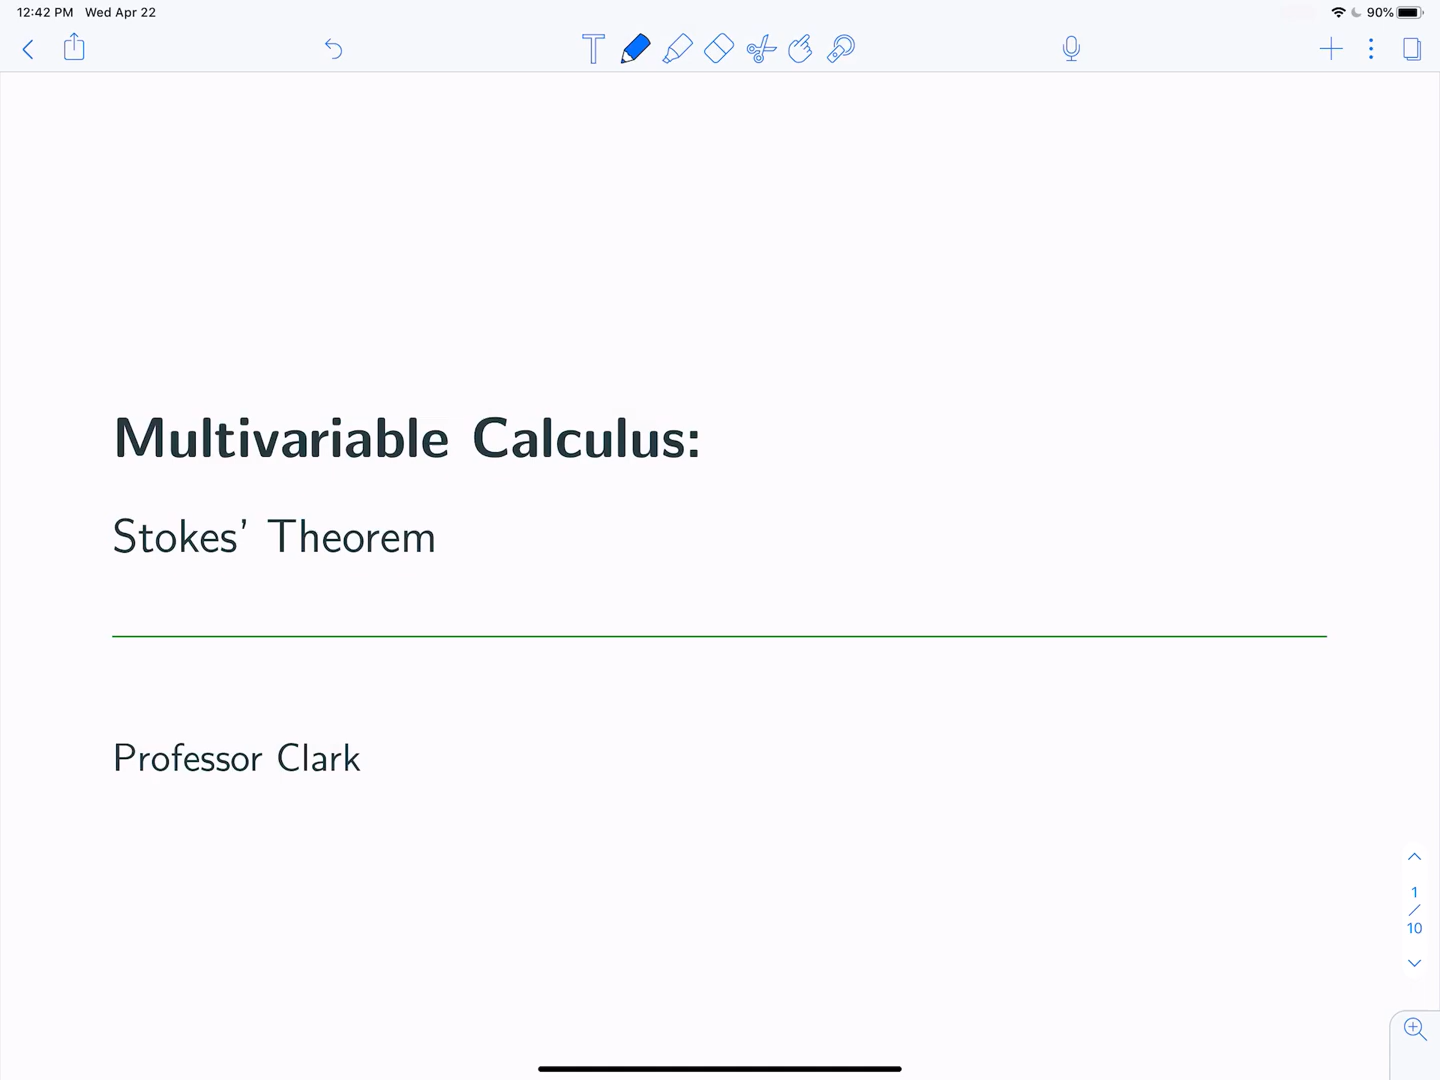 12:42 PM Wed Apr 22
90%
Multivariable Calculus:
Stokes' Theorem
Professor Clark
1
/
10